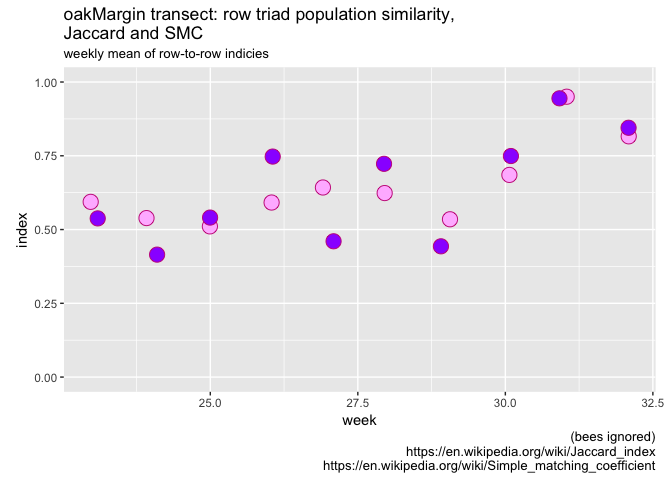 oakMargin transect: row triad population similarity,
Jaccard and SMC
weekly mean of row-to-row indicies
1.00
0.75
0.50
0.25
0.00
index
25.0 27.5 30.0 32.5
week
(bees ignored)
https://en.wikipedia.org/wiki/Jaccard_index
https://en.wikipedia.org/wiki/Simple_matching_coefficient